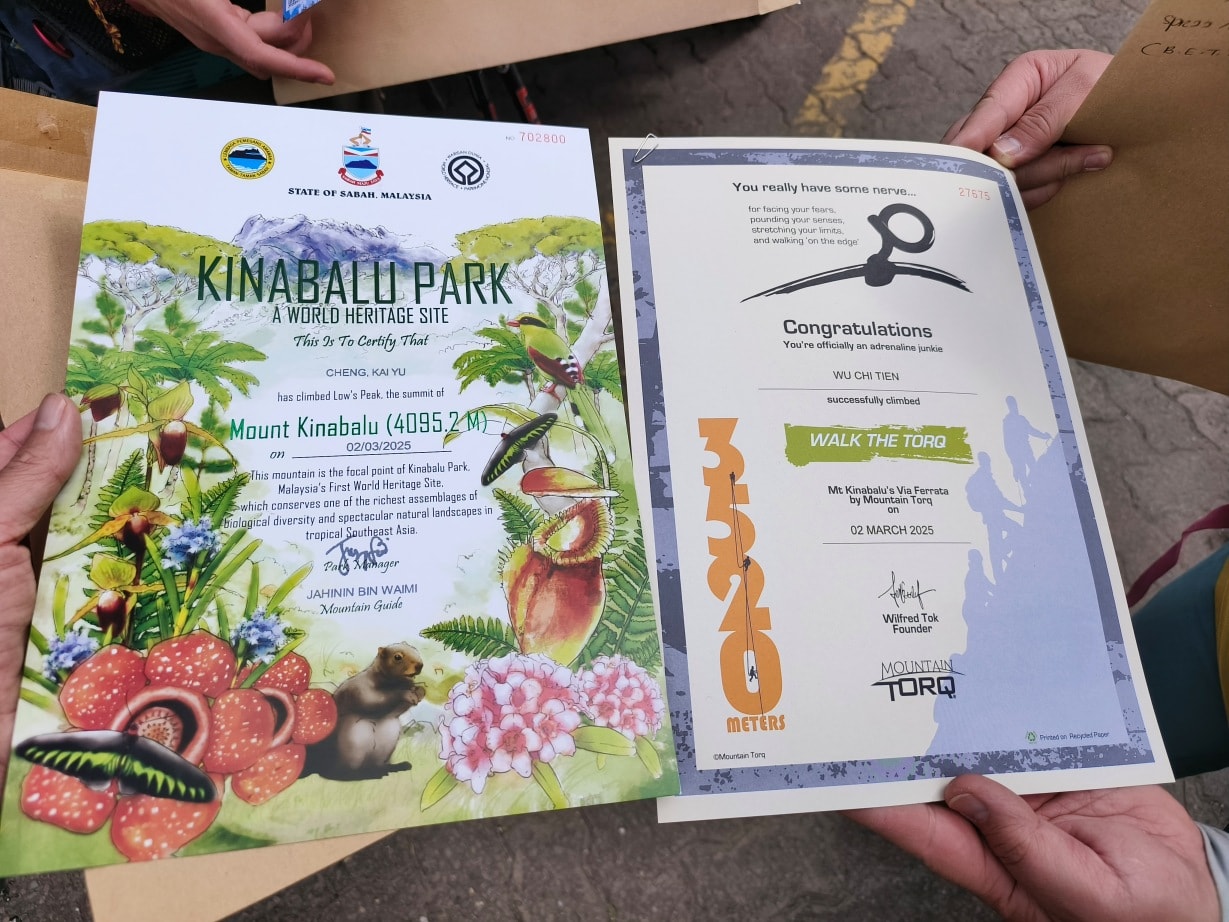 NO. 702800
STATE OF SABAH, MALAYSIA
KINABALU PARK
A WORLD HERITAGE SITE
This Is To Certify That
CHENG, KAI YU
has climbed Low's Peak, the summit of
Mount Kinabalu (4095.2 M)
on 02/03/2025
This mountain is the focal point of Kinabalu Park,
Malaysia's First World Heritage Site,
which conserves one of the richest assemblages of
biological diversity and spectacular natural landscapes in
tropical Southeast Asia.
Park Manager
JAHININ BIN WAIMI
Mountain Guide
You really have some nerve...
27675
for facing your fears,
pounding your senses,
stretching your limits,
and walking 'on the edge'
Congratulations
You're officially an adrenaline junkie
WU CHI TIEN
successfully climbed
WALK THE TORQ
Mt Kinabalu's Via Ferrata
by Mountain Torq
on
02 MARCH 2025
Wilfred Tok
Founder
MOUNTAIN
TORQ
3520
METERS
©Mountain Torq
Printed on Recycled Paper